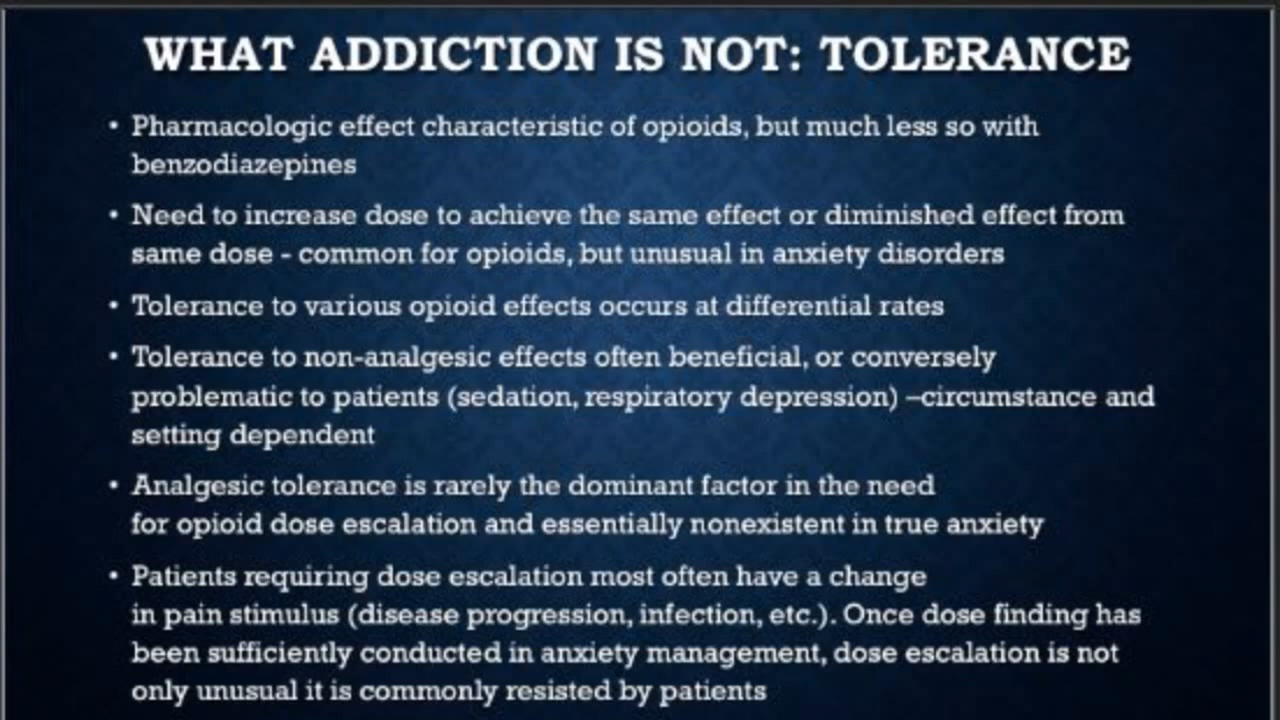 WHAT ADDICTION IS NOT: TOLERANCE
• Pharmacologic effect characteristic of opioids, but much less so with
benzodiazepines
• Need to increase dose to achieve the same effect or diminished effect from
same dose - common for opioids, but unusual in anxiety disorders
• Tolerance to various opioid effects occurs at differential rates
• Tolerance to non-analgesic effects often beneficial, or conversely
problematic to patients (sedation, respiratory depression) –circumstance and
setting dependent
• Analgesic tolerance is rarely the dominant factor in the need
for opioid dose escalation and essentially nonexistent in true anxiety
• Patients requiring dose escalation most often have a change
in pain stimulus (disease progression, infection, etc.). Once dose finding has
been sufficiently conducted in anxiety management, dose escalation is not
only unusual it is commonly resisted by patients